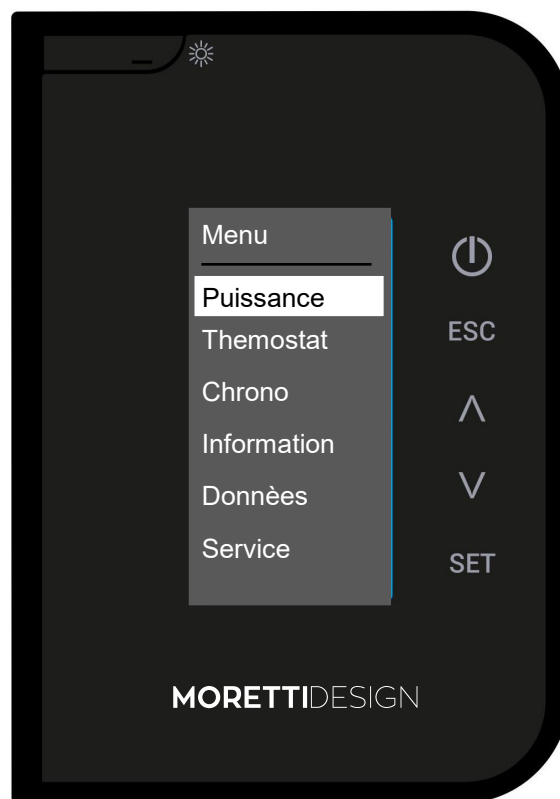 Menu
Puissance
Themostat
Chrono
Information
Donnèes
Service
ESC
SET
MORETTIDESIGN